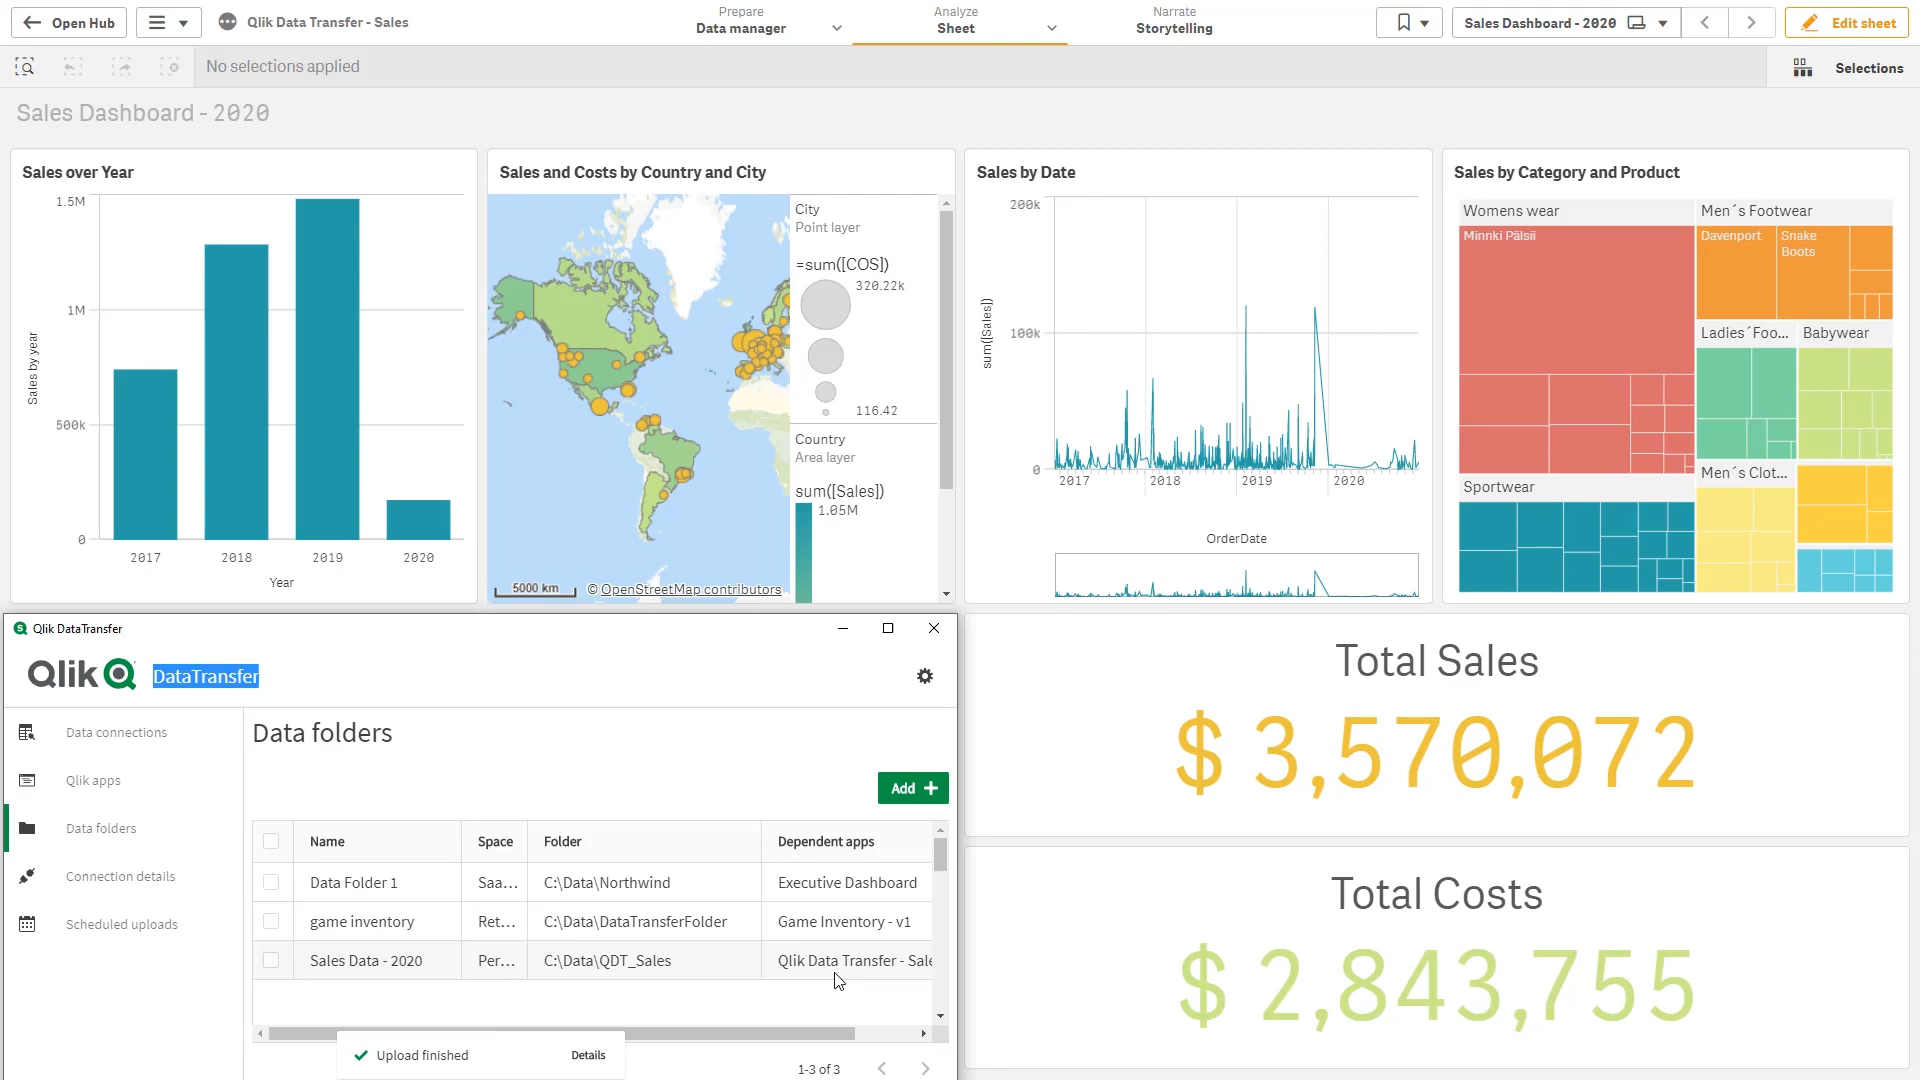 Open Hub
Qlik Data Transfer - Sales
Prepare
Data manager
Analyze
Sheet
Narrate
Storytelling
Sales Dashboard - 2020
Edit sheet
No selections applied
Selections
Sales Dashboard - 2020
Sales over Year
1.5M
1M
500k
0
Sales by year
2017
2018
2019
2020
Year
Sales and Costs by Country and City
5000 km
© OpenStreetMap contributors
City
Point layer
=sum([COS])
320.22k
116.42
Country
Area layer
sum([Sales])
1.05M
Sales by Date
200k
100k
0
sum([Sales])
2017
2018
2019
2020
OrderDate
Sales by Category and Product
Womens wear
Minnki Pälsii
Sportwear
Men´s Footwear
Davenport
Snake
Boots
Ladies´Foo...
Babywear
Men´s Clot...
Qlik DataTransfer
Qlik
DataTransfer
Data connections
Qlik apps
Data folders
Connection details
Scheduled uploads
Data folders
Add
Name Space Folder Dependent apps
Data Folder 1 Saa... C:\Data\Northwind Executive Dashboard
game inventory Ret... C:\Data\DataTransferFolder Game Inventory - v1
Sales Data - 2020 Per... C:\Data\QDT_Sales Qlik Data Transfer - Sale
Upload finished Details
1-3 of 3
Total Sales
$ 3,570,072
Total Costs
$ 2,843,755